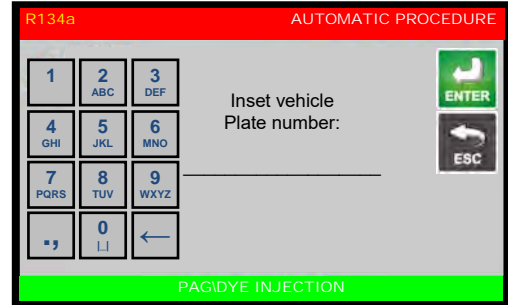 R134a AUTOMATIC PROCEDURE
1 2 3
ABC DEF
Inset vehicle
Plate number:
ENTER
4 5 6
GHI JKL MNO
ESC
7 8 9
PQRS TUV WXYZ
., 0 ←
PAG\DYE INJECTION